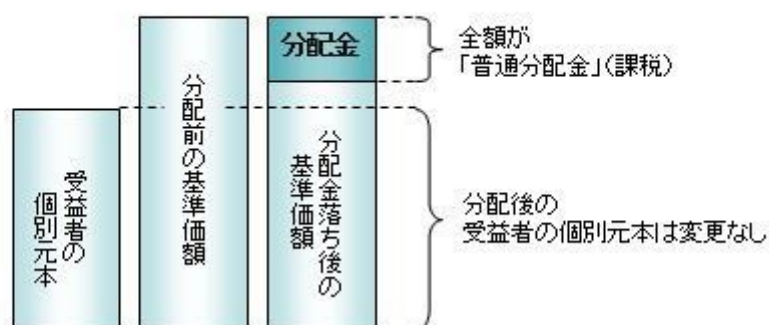 受益者の
個別元本
分配前の基準価額
分配金
分配金落ち後の
基準価額
全額が
「普通分配金」(課税)
分配後の
受益者の個別元本は変更なし